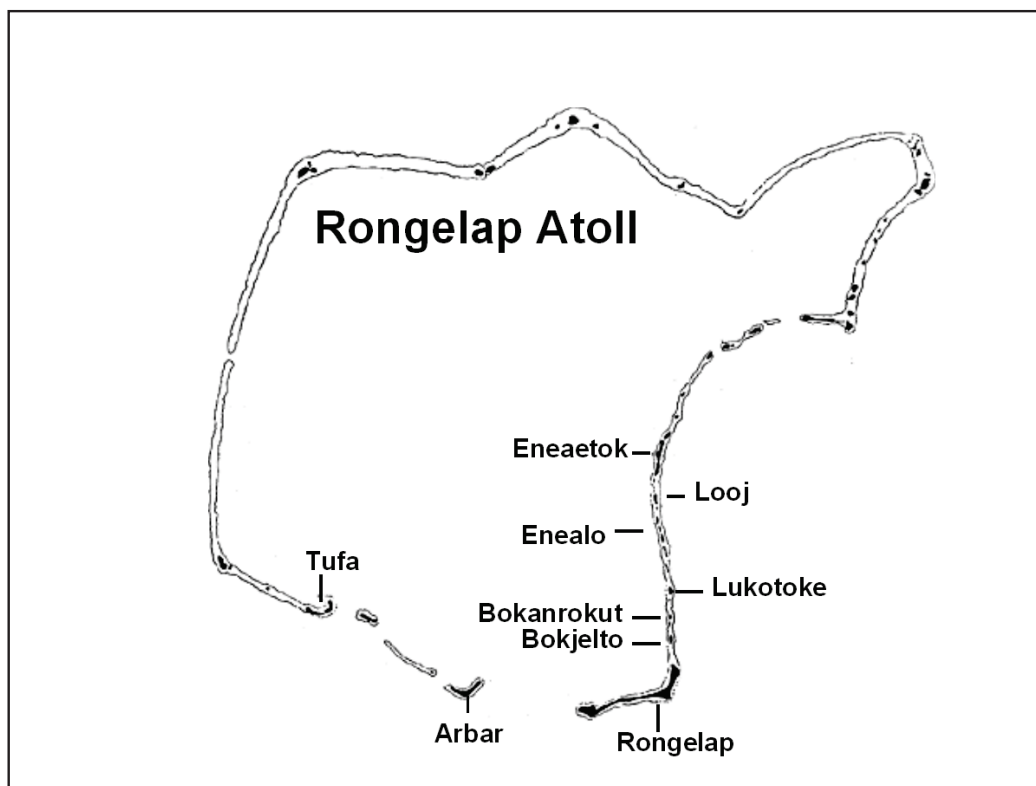 Rongelap Atoll
Eneaetok
Looj
Enealo
Tufa
Lukotoke
Bokanrokut
Bokjelto
Arbar
Rongelap